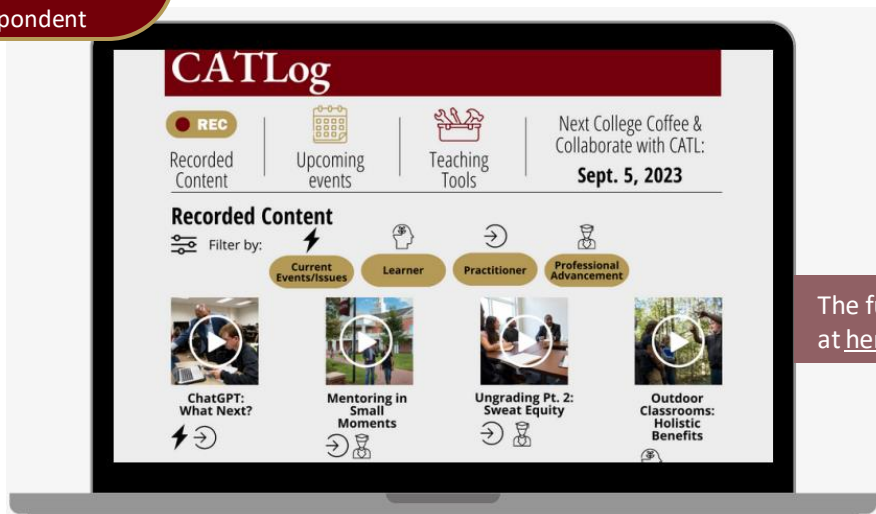 pondent
CATLog
REC
Recorded
Content
Upcoming
events
Teaching
Tools
Next College Coffee &
Collaborate with CATL:
Sept. 5, 2023
Recorded Content
Filter by:
Current
Events/Issues
Learner
Practitioner
Professional
Advancement
ChatGPT:
What Next?
Mentoring in
Small
Moments
Ungrading Pt. 2:
Sweat Equity
Outdoor
Classrooms:
Holistic
Benefits
The fu
at her